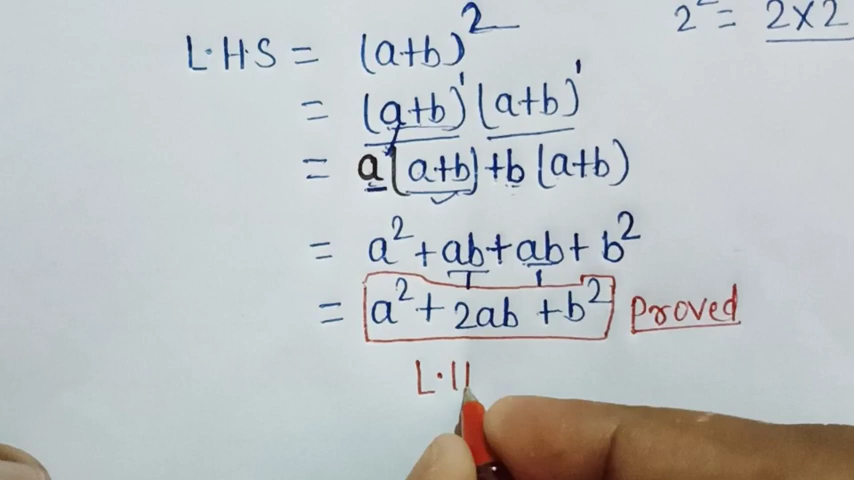 2² = 2×2
L.H.S = (a+b)²
= (a+b)¹ (a+b)¹
= a(a+b)+b(a+b)
= a²+ab+ab+b²
= a²+2ab+b² Proved